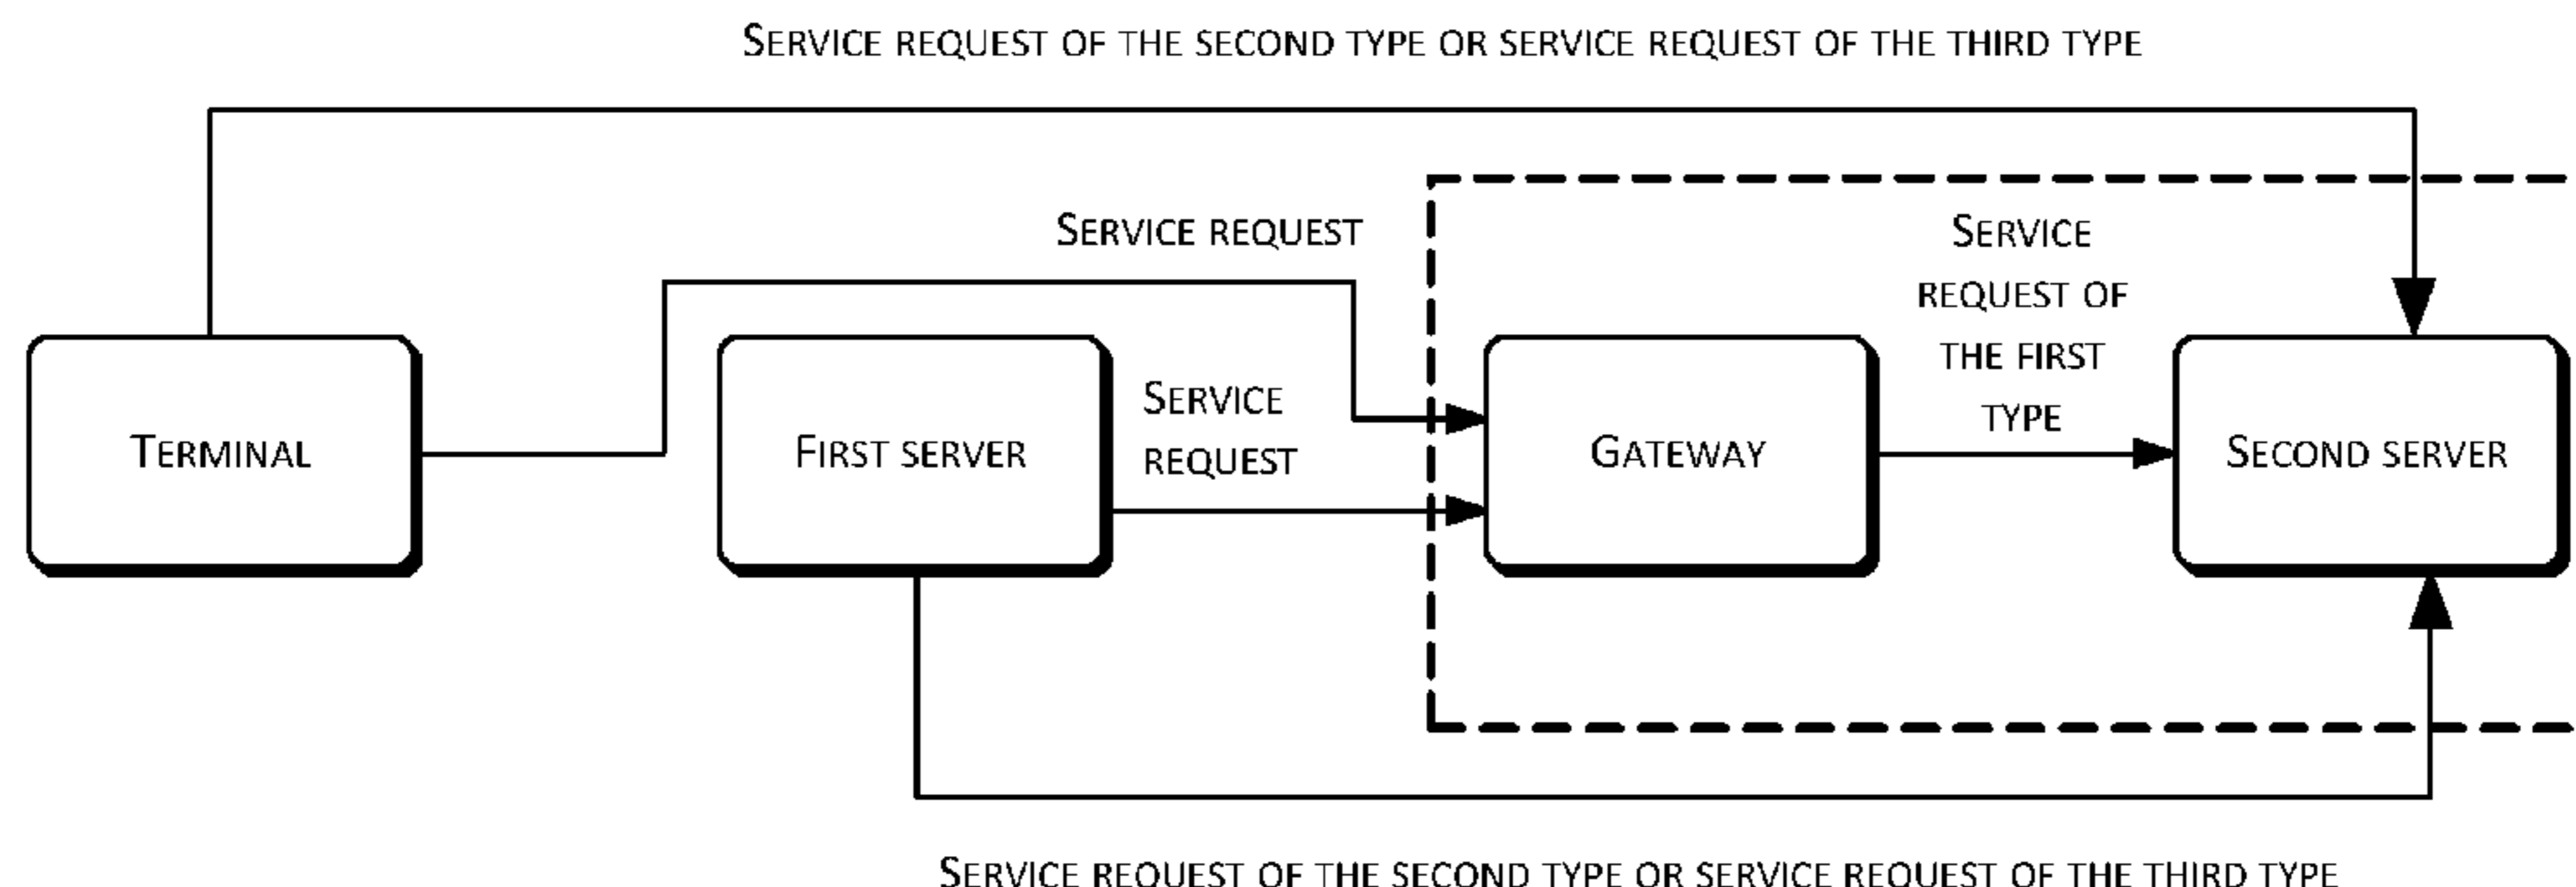 SERVICE REQUEST OF THE SECOND TYPE OR SERVICE REQUEST OF THE THIRD TYPE
SERVICE REQUEST
SERVICE
REQUEST OF
THE FIRST
TYPE
SERVICE
REQUEST
TERMINAL
FIRST SERVER
GATEWAY
SECOND SERVER
SERVICE REQUEST OF THE SECOND TYPE OR SERVICE REQUEST OF THE THIRD TYPE